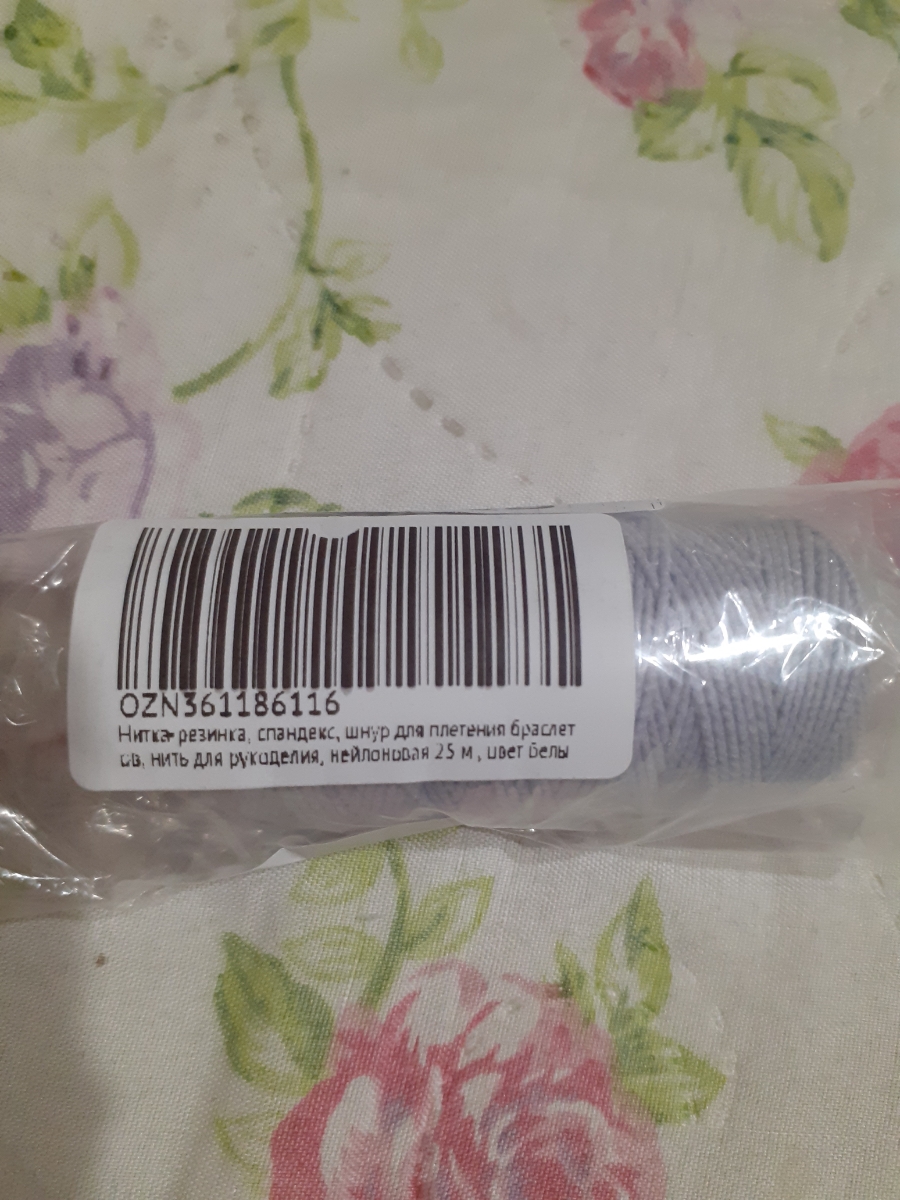 OZN361186116
Нитка-резинка, спандекс, шнур для плетения браслет
ов, нить для рукоделия, нейлоновая 25 м , цвет белы